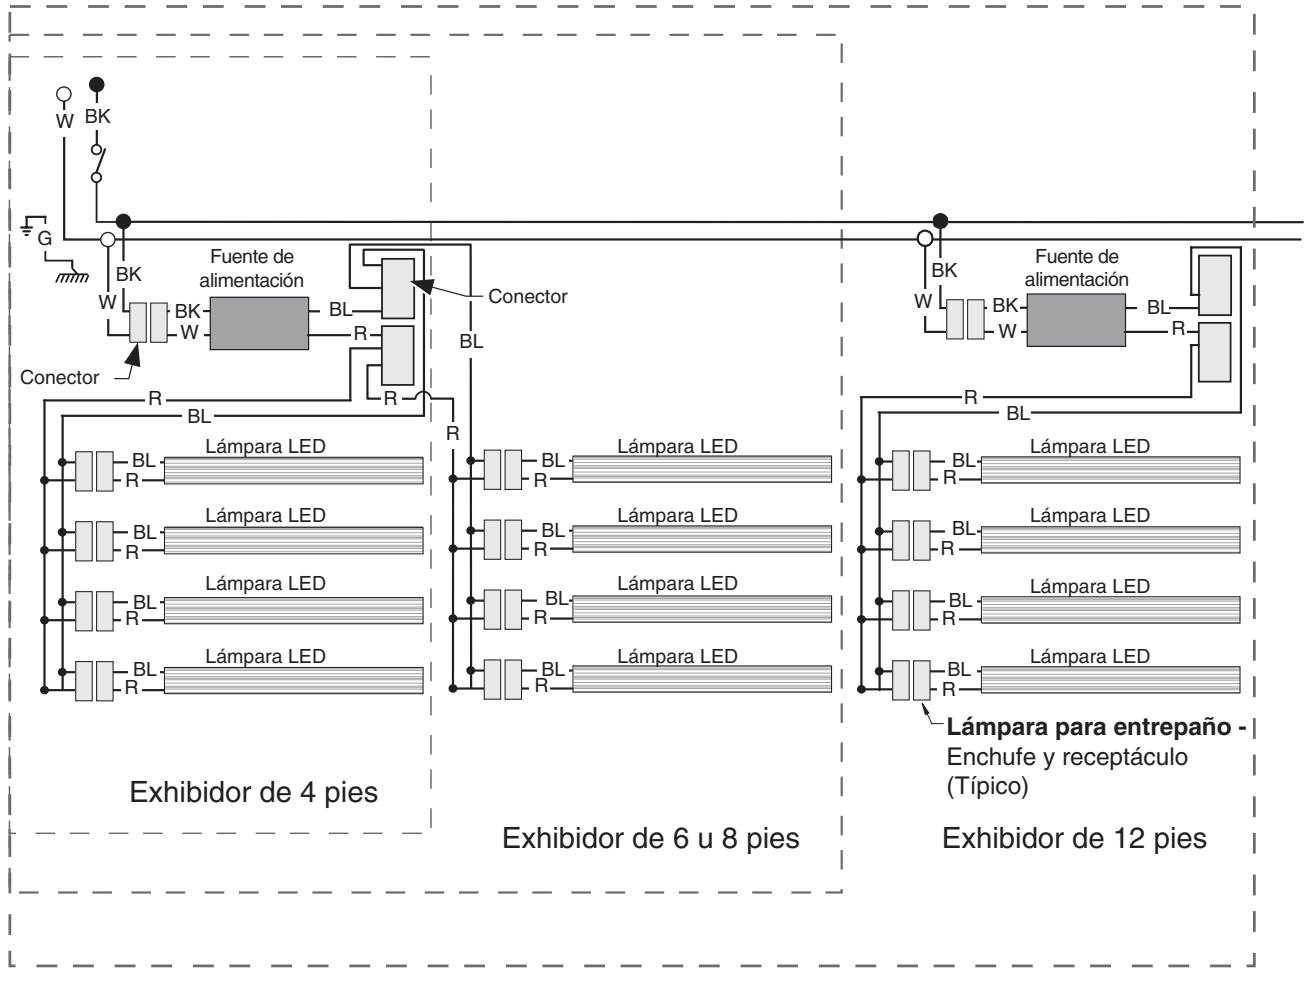 W
BK
G
BK
W
Fuente de
alimentación
BK
W
BL
R
Conector
BL
Conector
R
BL
R
R
BK
W
Fuente de
alimentación
BK
W
BL
R
R
BL
Lámpara LED
BL
R
Lámpara LED
BL
R
Lámpara LED
BL
R
Lámpara LED
BL
R
Lámpara LED
BL
R
Lámpara LED
BL
R
Lámpara LED
BL
R
Lámpara LED
BL
R
Lámpara LED
BL
R
Lámpara LED
BL
R
Lámpara LED
BL
R
Lámpara LED
BL
R
Lámpara para entrepaño -
Enchufe y receptáculo
(Típico)
Exhibidor de 4 pies
Exhibidor de 6 u 8 pies
Exhibidor de 12 pies